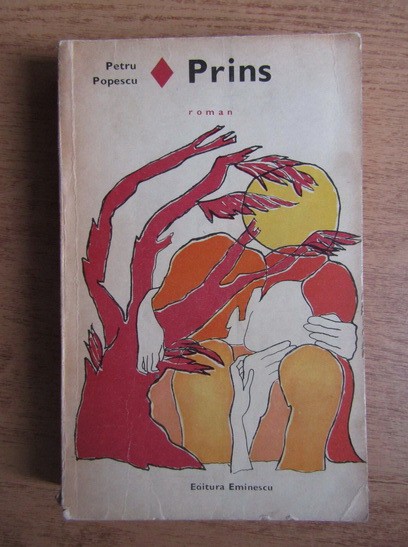 Petru
Popescu
Prins
roman
Editura Eminescu